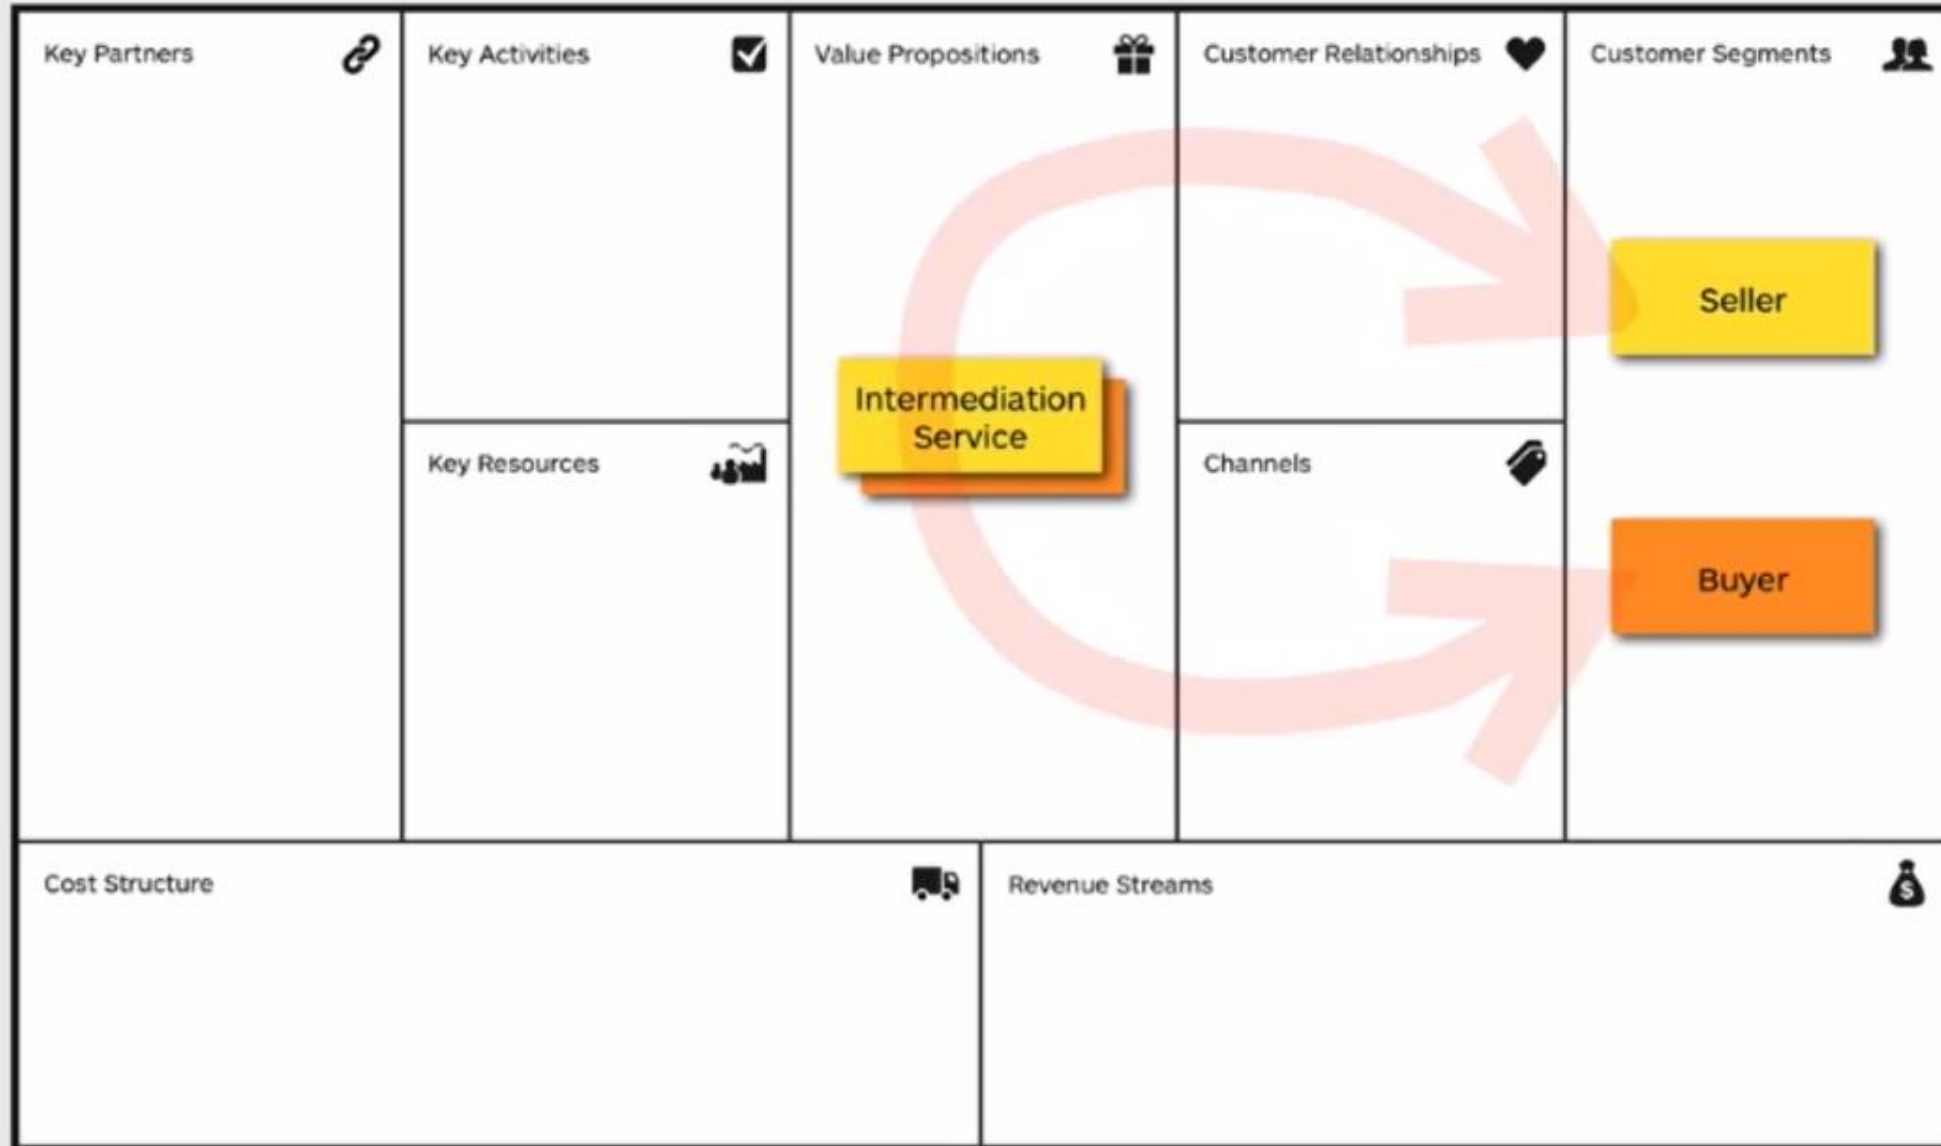 Key Partners
Key Activities
Value Propositions
Customer Relationships
Customer Segments
Seller
Intermediation
Service
Key Resources
Channels
Buyer
Cost Structure
Revenue Streams
$